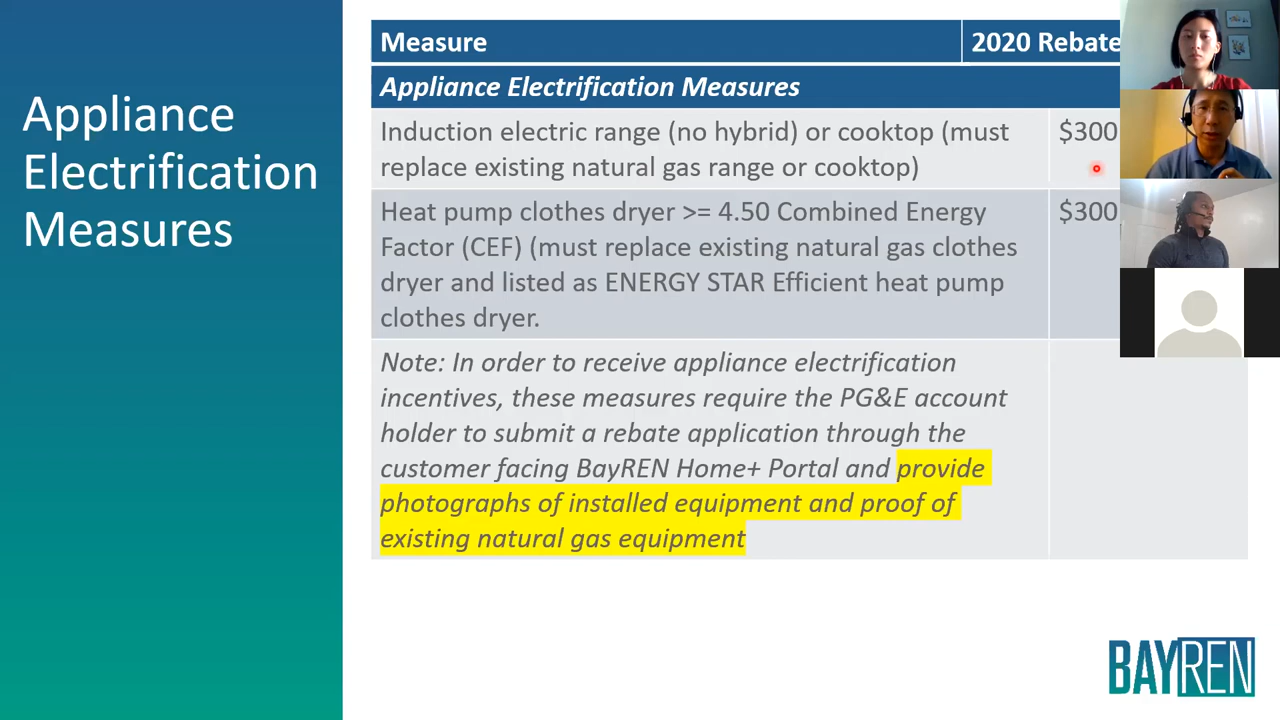 Appliance
Electrification
Measures
Measure
2020 Rebate
Appliance Electrification Measures
Induction electric range (no hybrid) or cooktop (must
replace existing natural gas range or cooktop)
$300
Heat pump clothes dryer >= 4.50 Combined Energy
Factor (CEF) (must replace existing natural gas clothes
dryer and listed as ENERGY STAR Efficient heat pump
clothes dryer.
$300
Note: In order to receive appliance electrification
incentives, these measures require the PG&E account
holder to submit a rebate application through the
customer facing BayREN Home+ Portal and provide
photographs of installed equipment and proof of
existing natural gas equipment
BAYREN